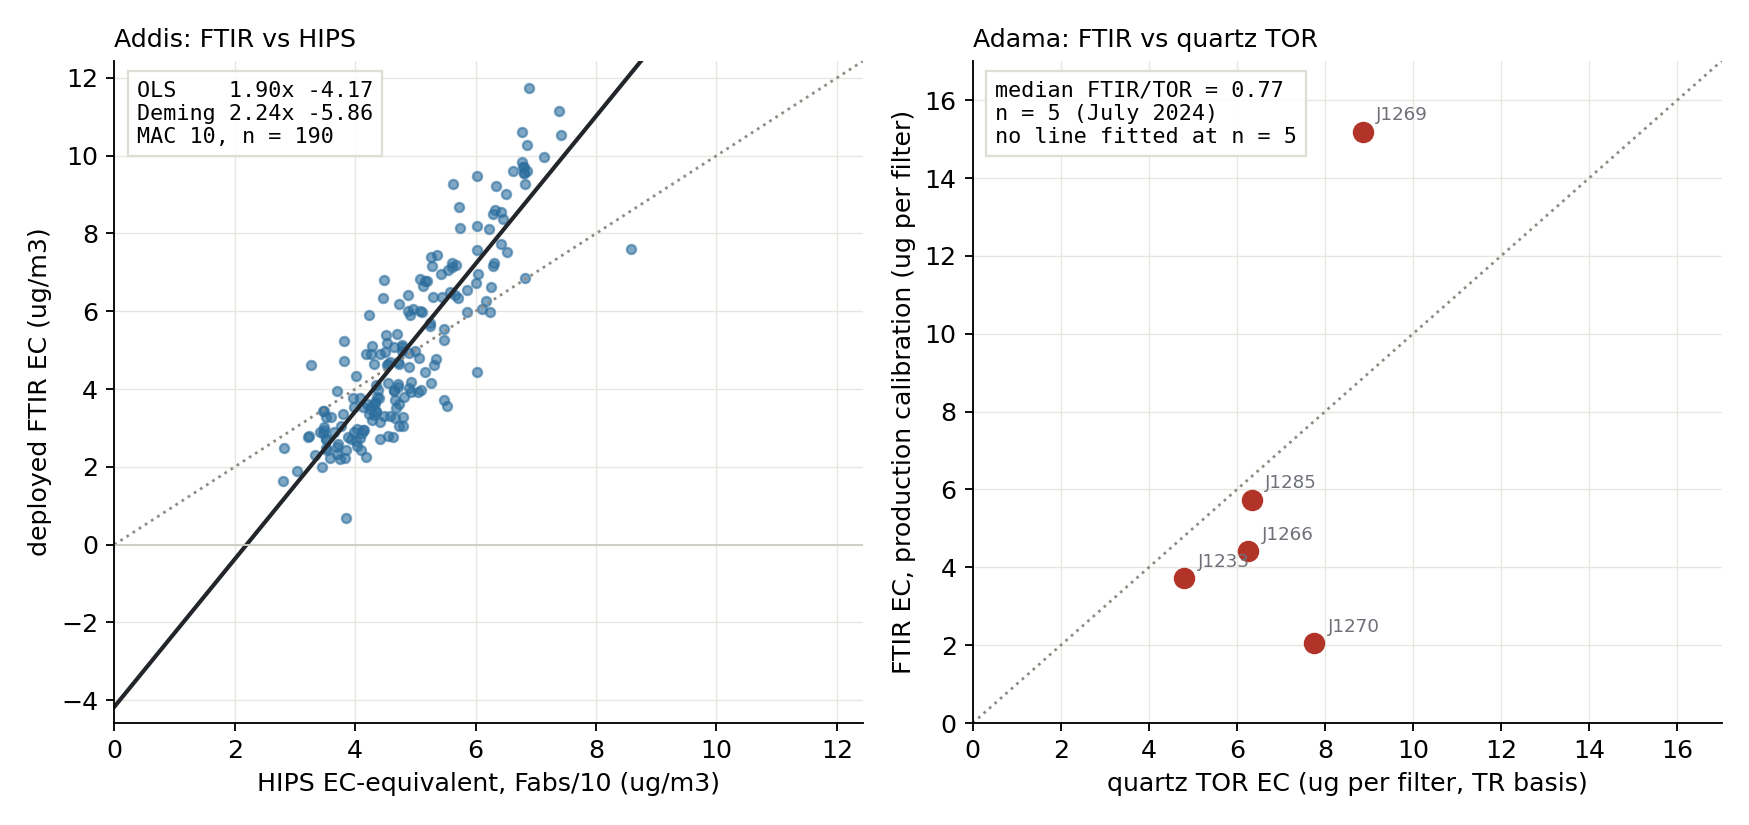 Addis: FTIR vs HIPS
OLS    1.90x -4.17
Deming 2.24x -5.86
MAC 10, n = 190
deployed FTIR EC (ug/m3)
12
10
8
6
4
2
0
−2
−4
0 2 4 6 8 10 12
HIPS EC-equivalent, Fabs/10 (ug/m3)
Adama: FTIR vs quartz TOR
median FTIR/TOR = 0.77
n = 5 (July 2024)
no line fitted at n = 5
FTIR EC, production calibration (ug per filter)
16
14
12
10
8
6
4
2
0
J1269
J1285
J1266
J1233
J1270
0 2 4 6 8 10 12 14 16
quartz TOR EC (ug per filter, TR basis)